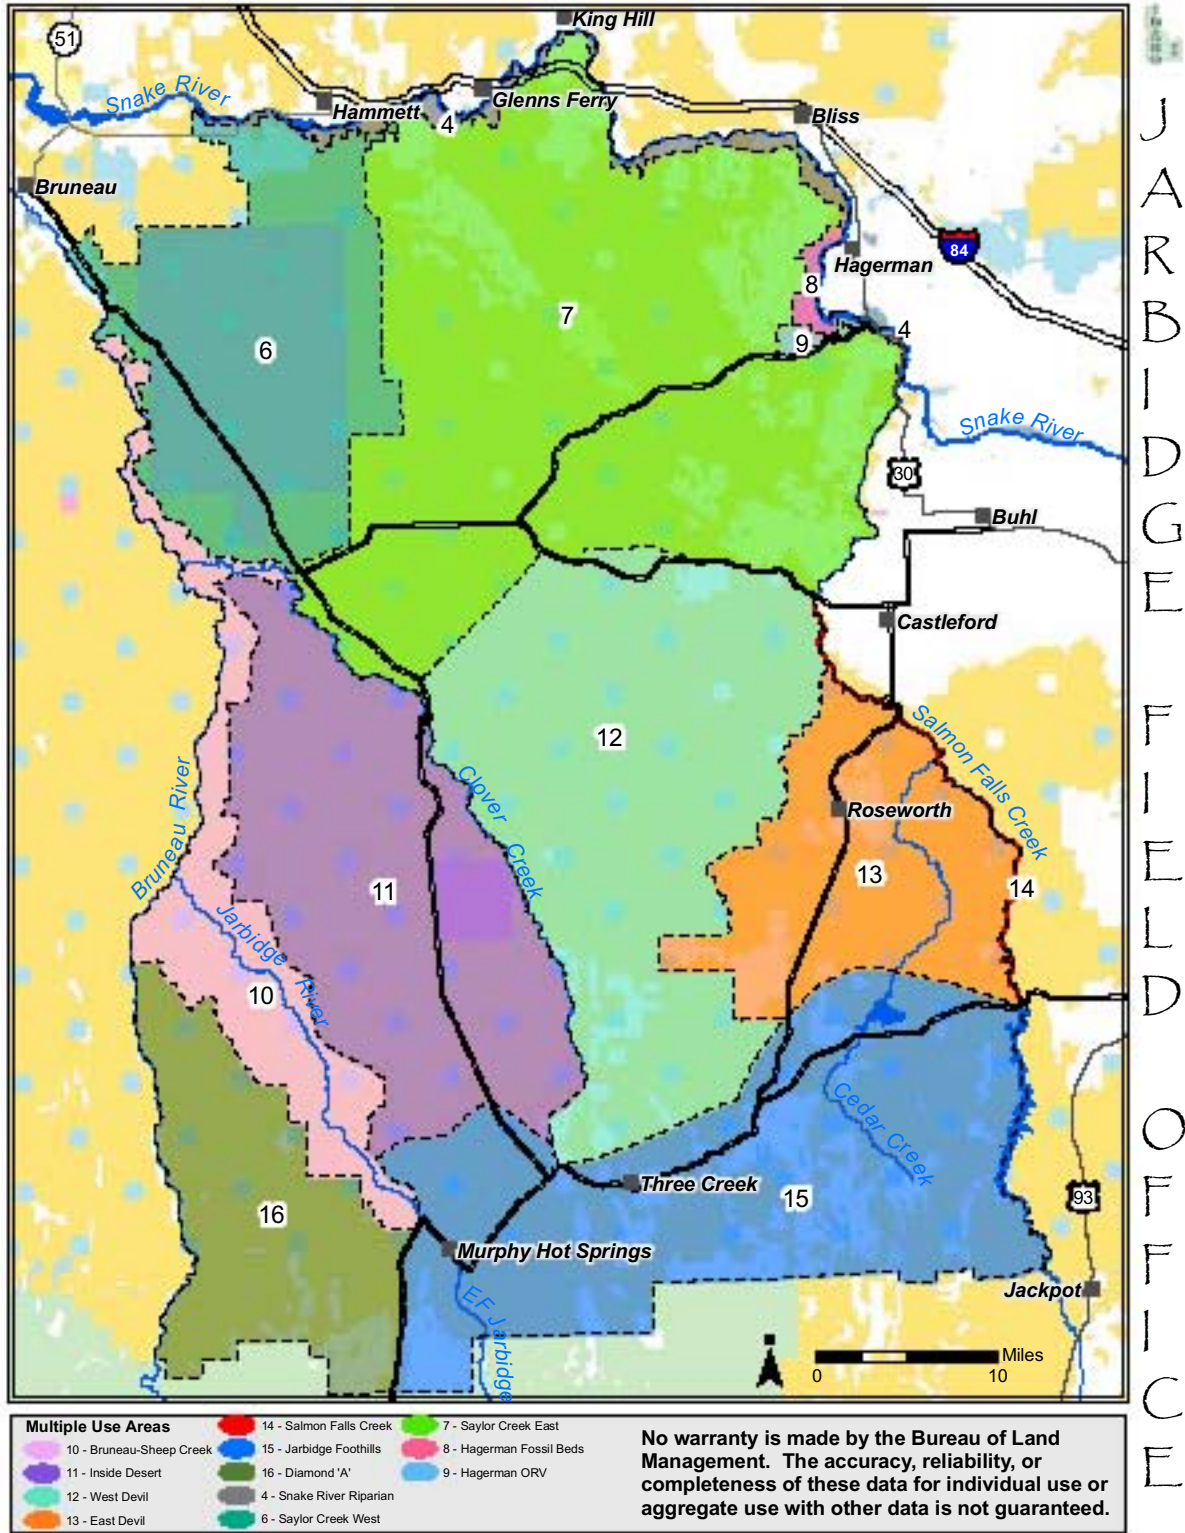 51
King Hill
Snake River
Hammett
Glenns Ferry
4
Bliss
Bruneau
84
Hagerman
8
7
4
6
9
Snake River
30
Buhl
Castleford
12
Salmon Falls Creek
Clover Creek
Bruneau River
Roseworth
13
14
11
Jarbidge River
10
Cedar Creek
Three Creek
15
93
16
Murphy Hot Springs
EF Jarbidge
Jackpot
Miles
0 10
JARBIDGE FIELD OFFICE
Multiple Use Areas
10 - Bruneau-Sheep Creek
11 - Inside Desert
12 - West Devil
13 - East Devil
14 - Salmon Falls Creek
15 - Jarbidge Foothills
16 - Diamond 'A'
4 - Snake River Riparian
6 - Saylor Creek West
7 - Saylor Creek East
8 - Hagerman Fossil Beds
9 - Hagerman ORV
No warranty is made by the Bureau of Land
Management. The accuracy, reliability, or
completeness of these data for individual use or
aggregate use with other data is not guaranteed.